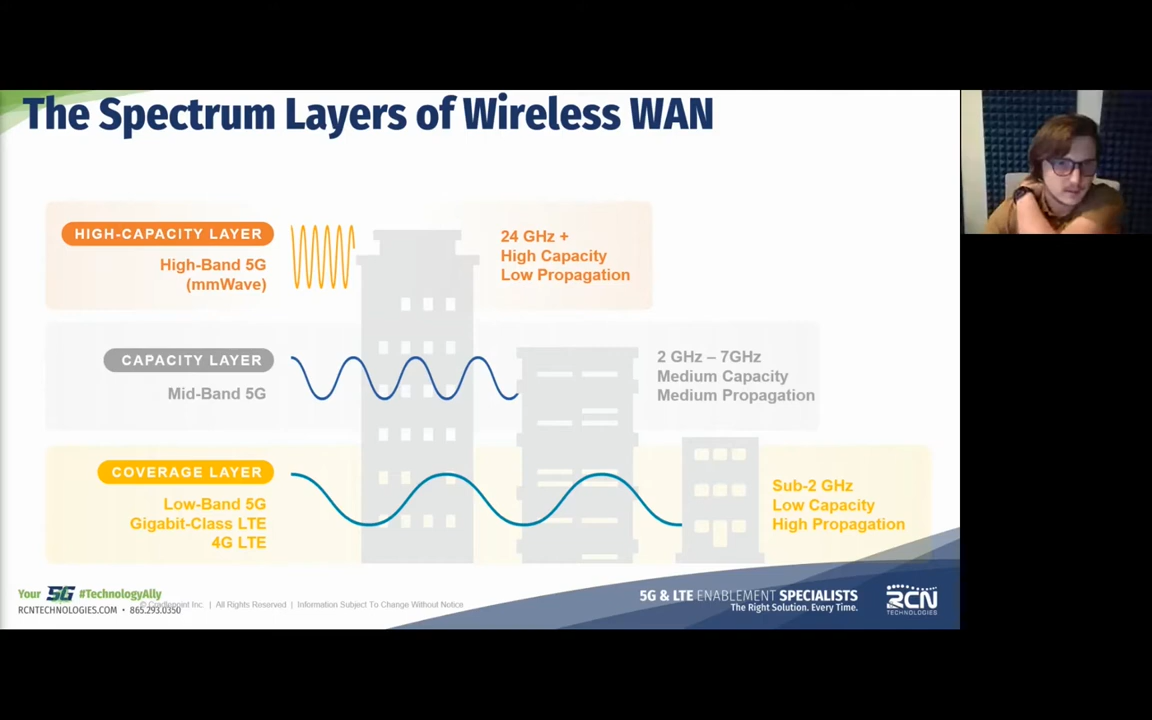 The Spectrum Layers of Wireless WAN
HIGH-CAPACITY LAYER
High-Band 5G
(mmWave)
24 GHz +
High Capacity
Low Propagation
CAPACITY LAYER
Mid-Band 5G
2 GHz – 7GHz
Medium Capacity
Medium Propagation
COVERAGE LAYER
Low-Band 5G
Gigabit-Class LTE
4G LTE
Sub-2 GHz
Low Capacity
High Propagation
Your 5G #TechnologyAlly
RCNTECHNOLOGIES.COM • 865.293.0350
© Cradlepoint Inc. | All Rights Reserved | Information Subject To Change Without Notice
5G & LTE ENABLEMENT SPECIALISTS
The Right Solution. Every Time.
RCN
TECHNOLOGIES